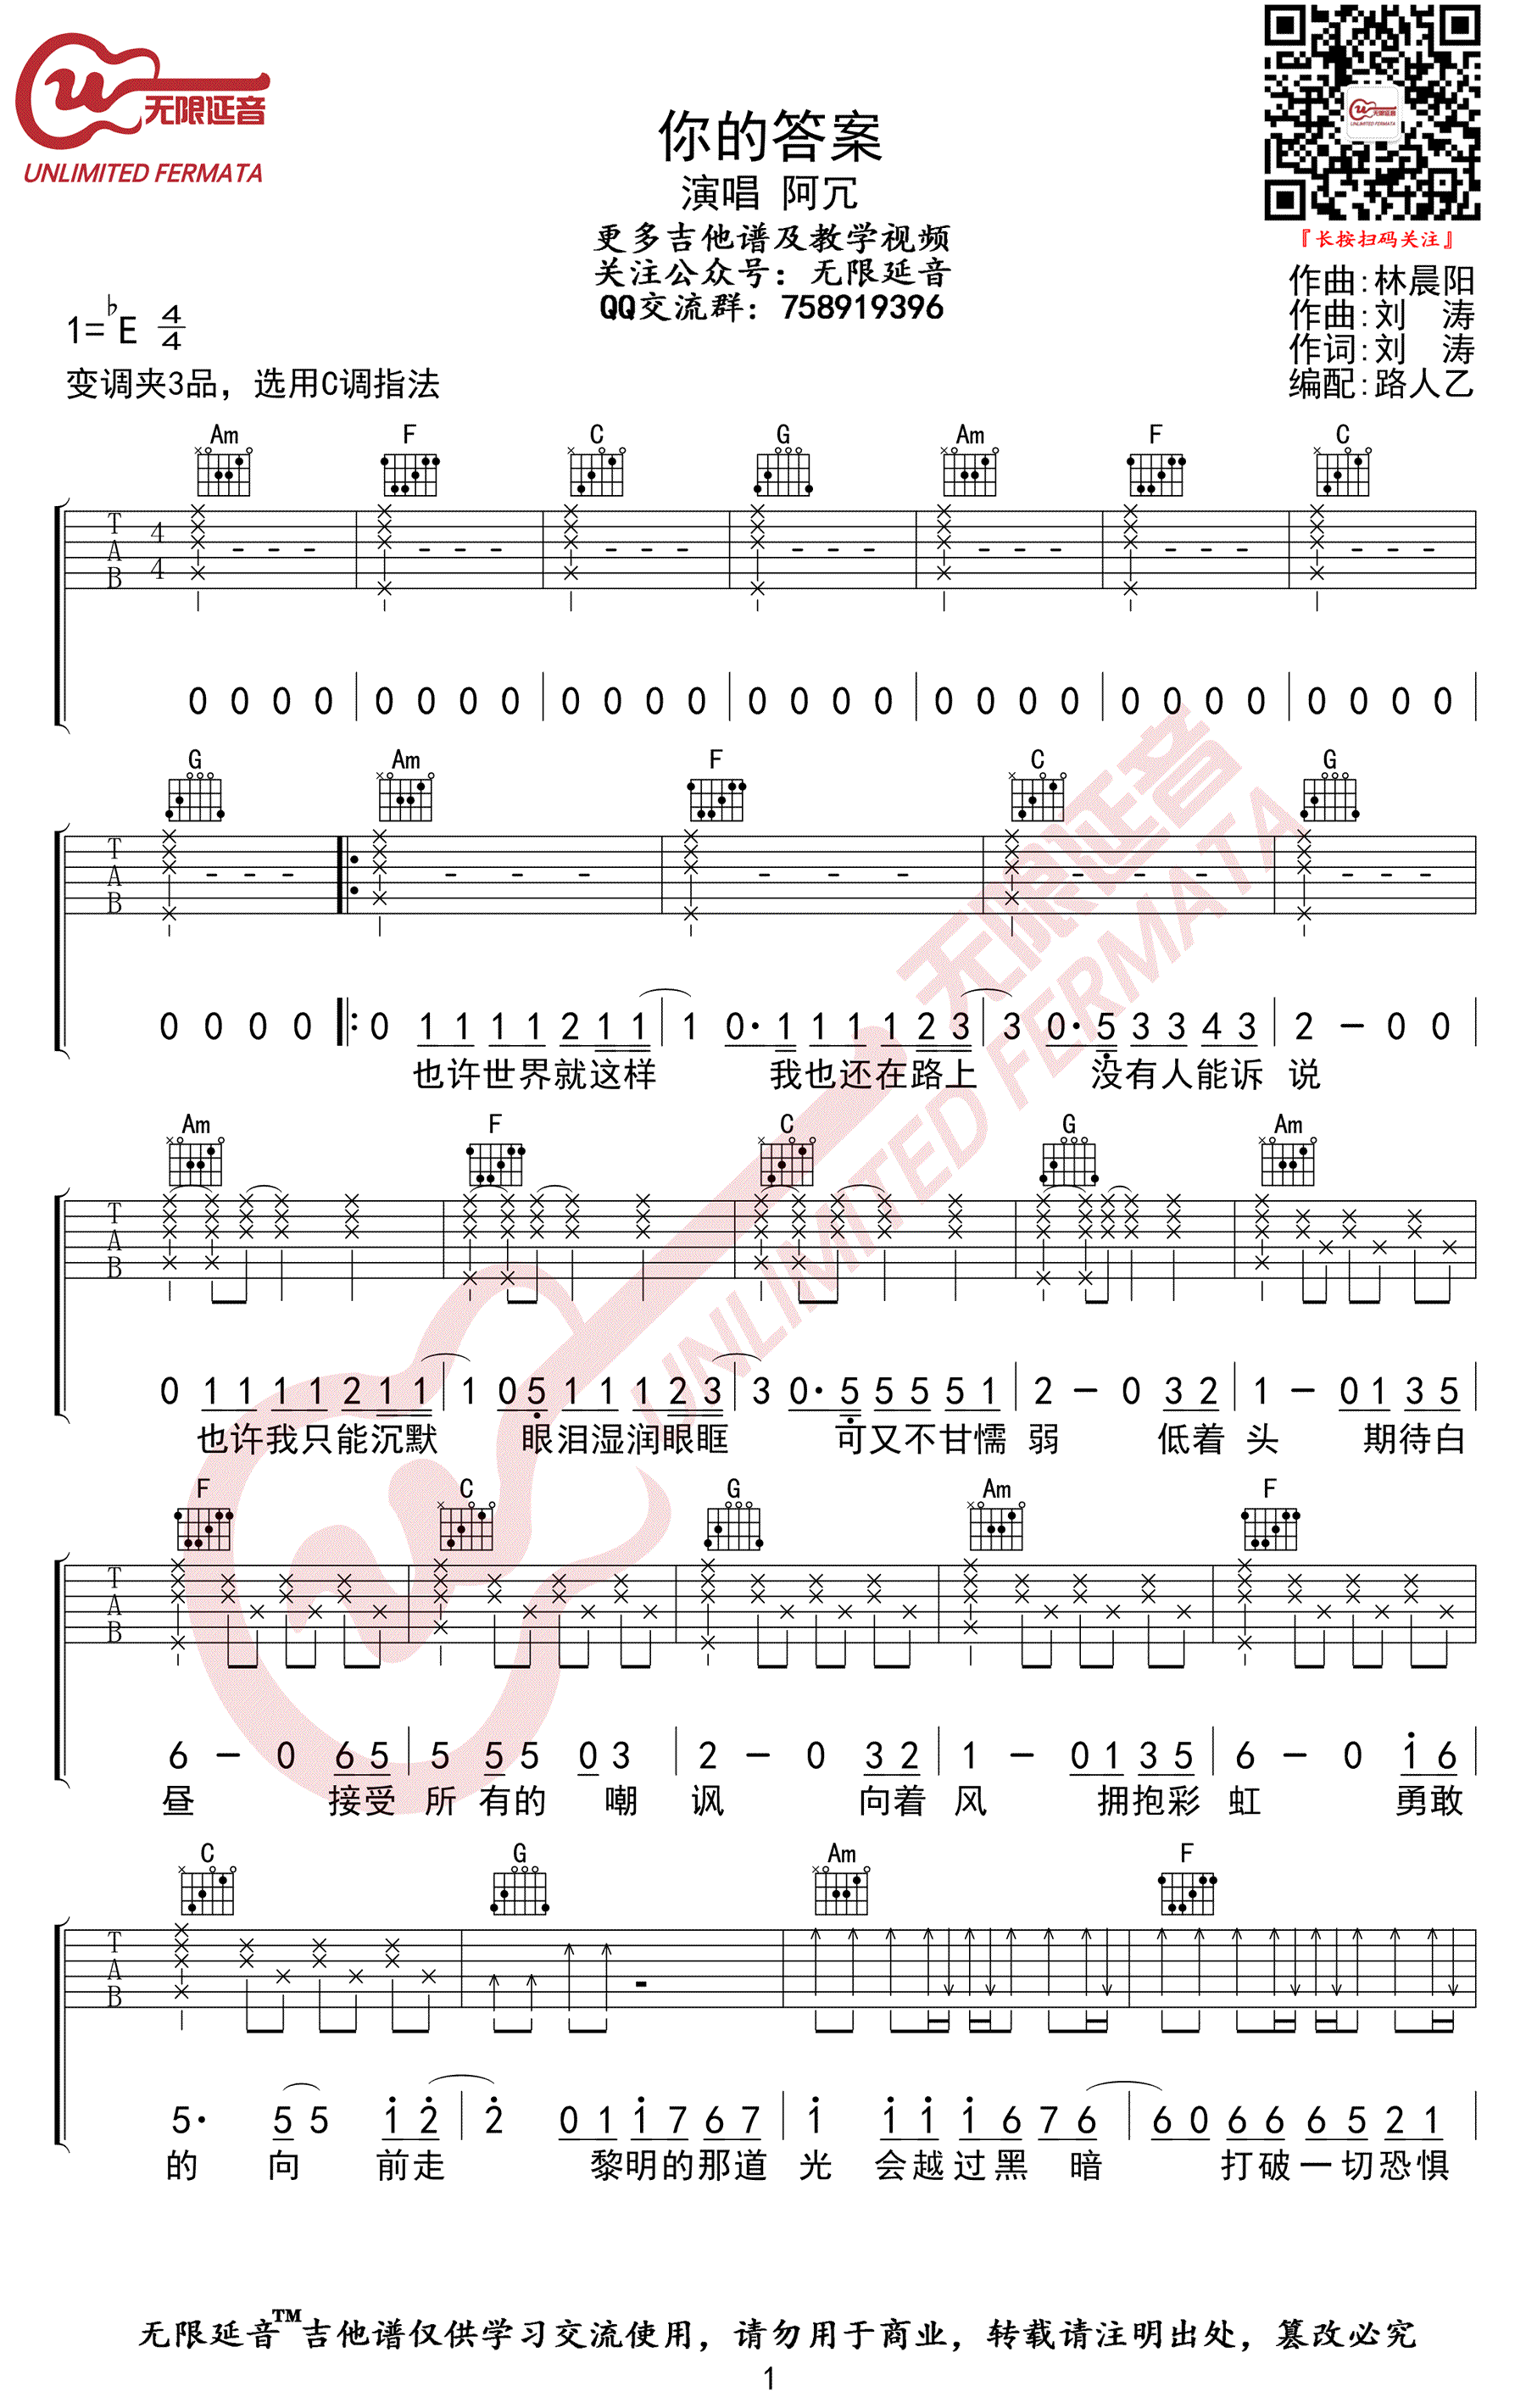 无限延音
UNLIMITED FERMATA
你的答案
演唱 阿冗
更多吉他谱及教学视频
关注公众号：无限延音
QQ交流群：758919396
『长按扫码关注』
作曲:林晨阳
作曲:刘 涛
作词:刘 涛
编配:路人乙
1=♭E 4/4
变调夹3品，选用C调指法
Am F C G Am F C
T A B 4 4
0 0 0 0 0 0 0 0 0 0 0 0 0 0 0 0 0 0 0 0 0 0 0 0 0 0 0 0
G Am F C G
T A B
0 0 0 0 0 1 1 1 1 2 1 1 1 0· 1 1 1 1 2 3 3 0· 5 3 3 4 3 2 – 0 0
也许世界就这样 我也还在路上 没有人能诉 说
Am F C G Am
T A B
0 1 1 1 1 2 1 1 1 0 5 1 1 1 2 3 3 0· 5 5 5 5 1 2 – 0 3 2 1 – 0 1 3 5
也许我只能沉默 眼泪湿润眼眶 可又不甘懦 弱 低着 头 期待白
F C G Am F
T A B
6 – 0 6 5 5 5 5 0 3 2 – 0 3 2 1 – 0 1 3 5 6 – 0 1 6
昼 接受 所 有的 嘲 讽 向着 风 拥抱彩 虹 勇敢
C G Am F
T A B
5· 5 5 1 2 2 0 1 1 7 6 7 1 1 1 1 6 7 6 6 0 6 6 6 5 2 1
的 向 前走 黎明的那道 光 会越过黑 暗 打破一切恐惧
无限延音™吉他谱仅供学习交流使用，请勿用于商业，转载请注明出处，篡改必究
1